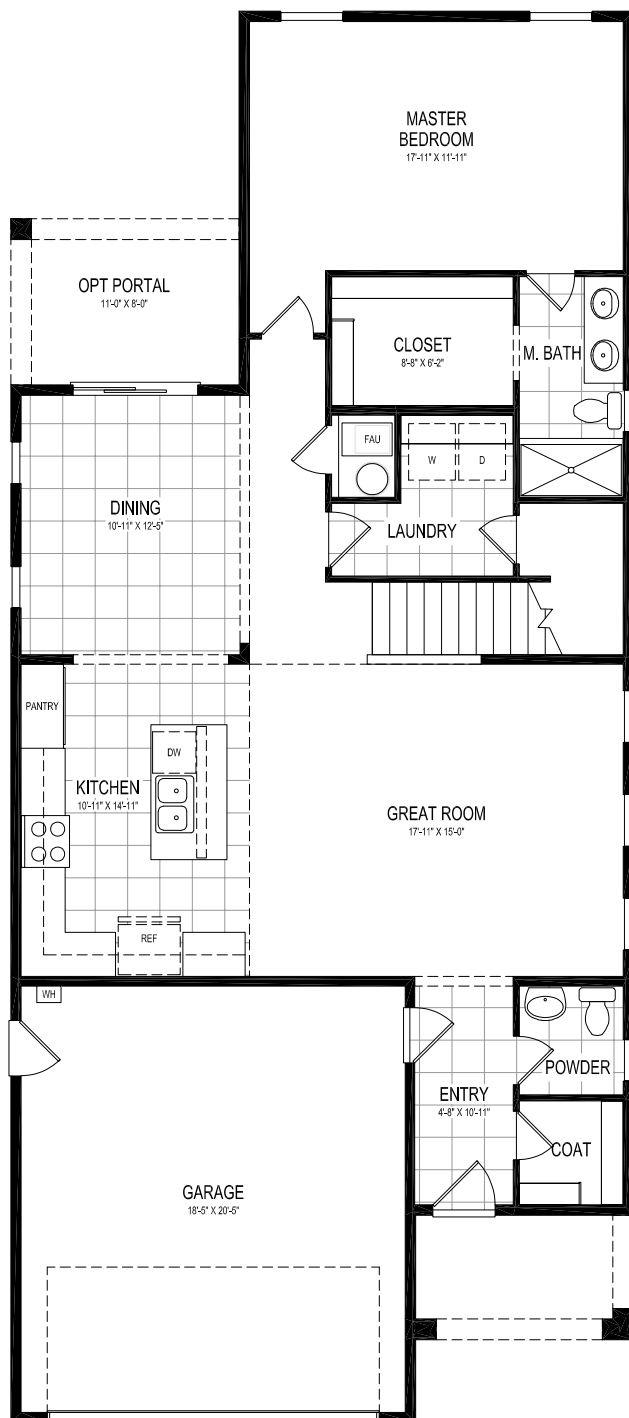 MASTER
BEDROOM
17'-11" X 11'-11"
OPT PORTAL
11'-0" X 8'-0"
CLOSET
8'-8" X 6'-2"
M. BATH
FAU
W
D
DINING
10'-11" X 12'-5"
LAUNDRY
PANTRY
DW
KITCHEN
10'-11" X 14'-11"
GREAT ROOM
17'-11" X 15'-0"
REF
WH
POWDER
ENTRY
4'-8" X 10'-11"
COAT
GARAGE
18'-5" X 20'-5"